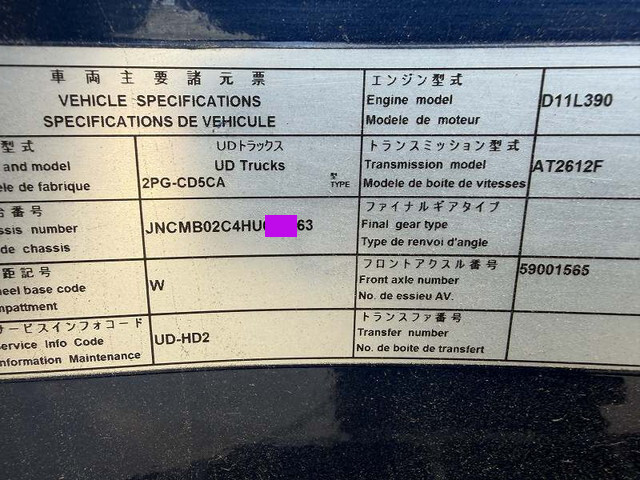 車両主要諸元票
VEHICLE SPECIFICATIONS
SPECIFICATIONS DE VEHICULE
型式
and model
de fabrique
UDトラックス
UD Trucks
2PG-CD5CA
型
TYPE
番号
number
de chassis
JNCMB02C4HU 63
距記号
base code
W
サービスインフォコード
Service Info Code
Information Maintenance
UD-HD2
エンジン型式
Engine model
Modele de moteur
D11L390
トランスミッション型式
Transmission model
Modele de boite de vitesses
AT2612F
ファイナルギアタイプ
Final gear type
Type de renvoi d'angle
フロントアクスル番号
Front axle number
No. de essieu AV.
59001565
トランスファ番号
Transfer number
No. de boite de transfert